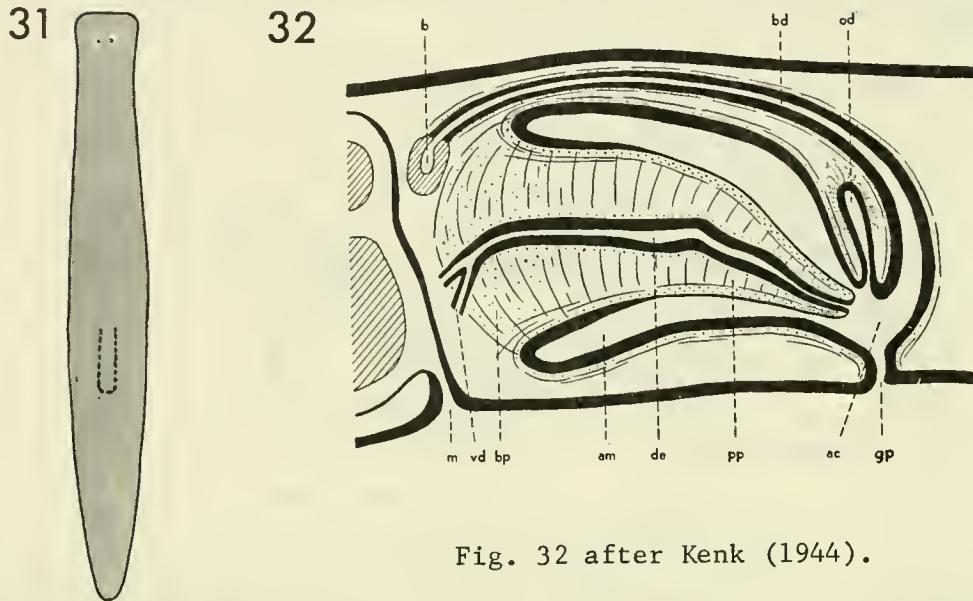 31
32
b bd od
m vd bp am de pp ac gp
Fig. 32 after Kenk (1944).